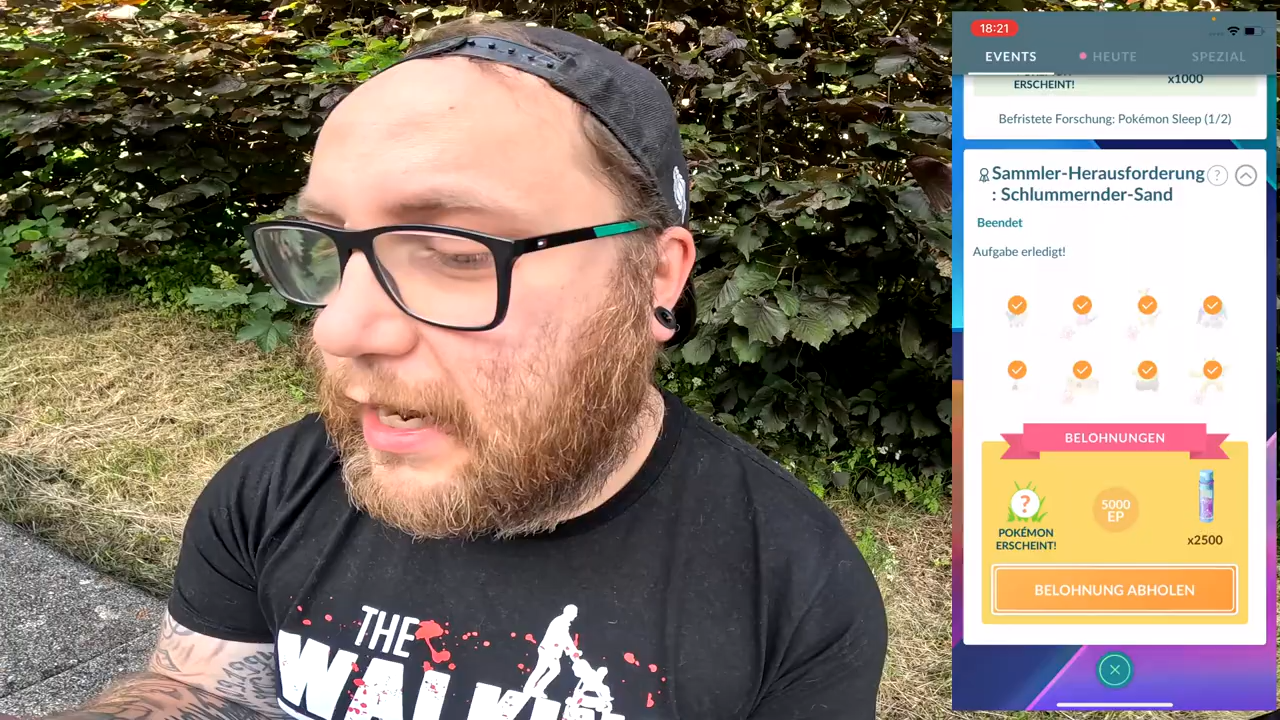 18:21
EVENTS
HEUTE
SPEZIAL
ERSCHEINT!
x1000
Befristete Forschung: Pokémon Sleep (1/2)
Sammler-Herausforderung
: Schlummernder-Sand
?
Beendet
Aufgabe erledigt!
BELOHNUNGEN
?
POKÉMON
ERSCHEINT!
5000
EP
x2500
BELOHNUNG ABHOLEN
THE